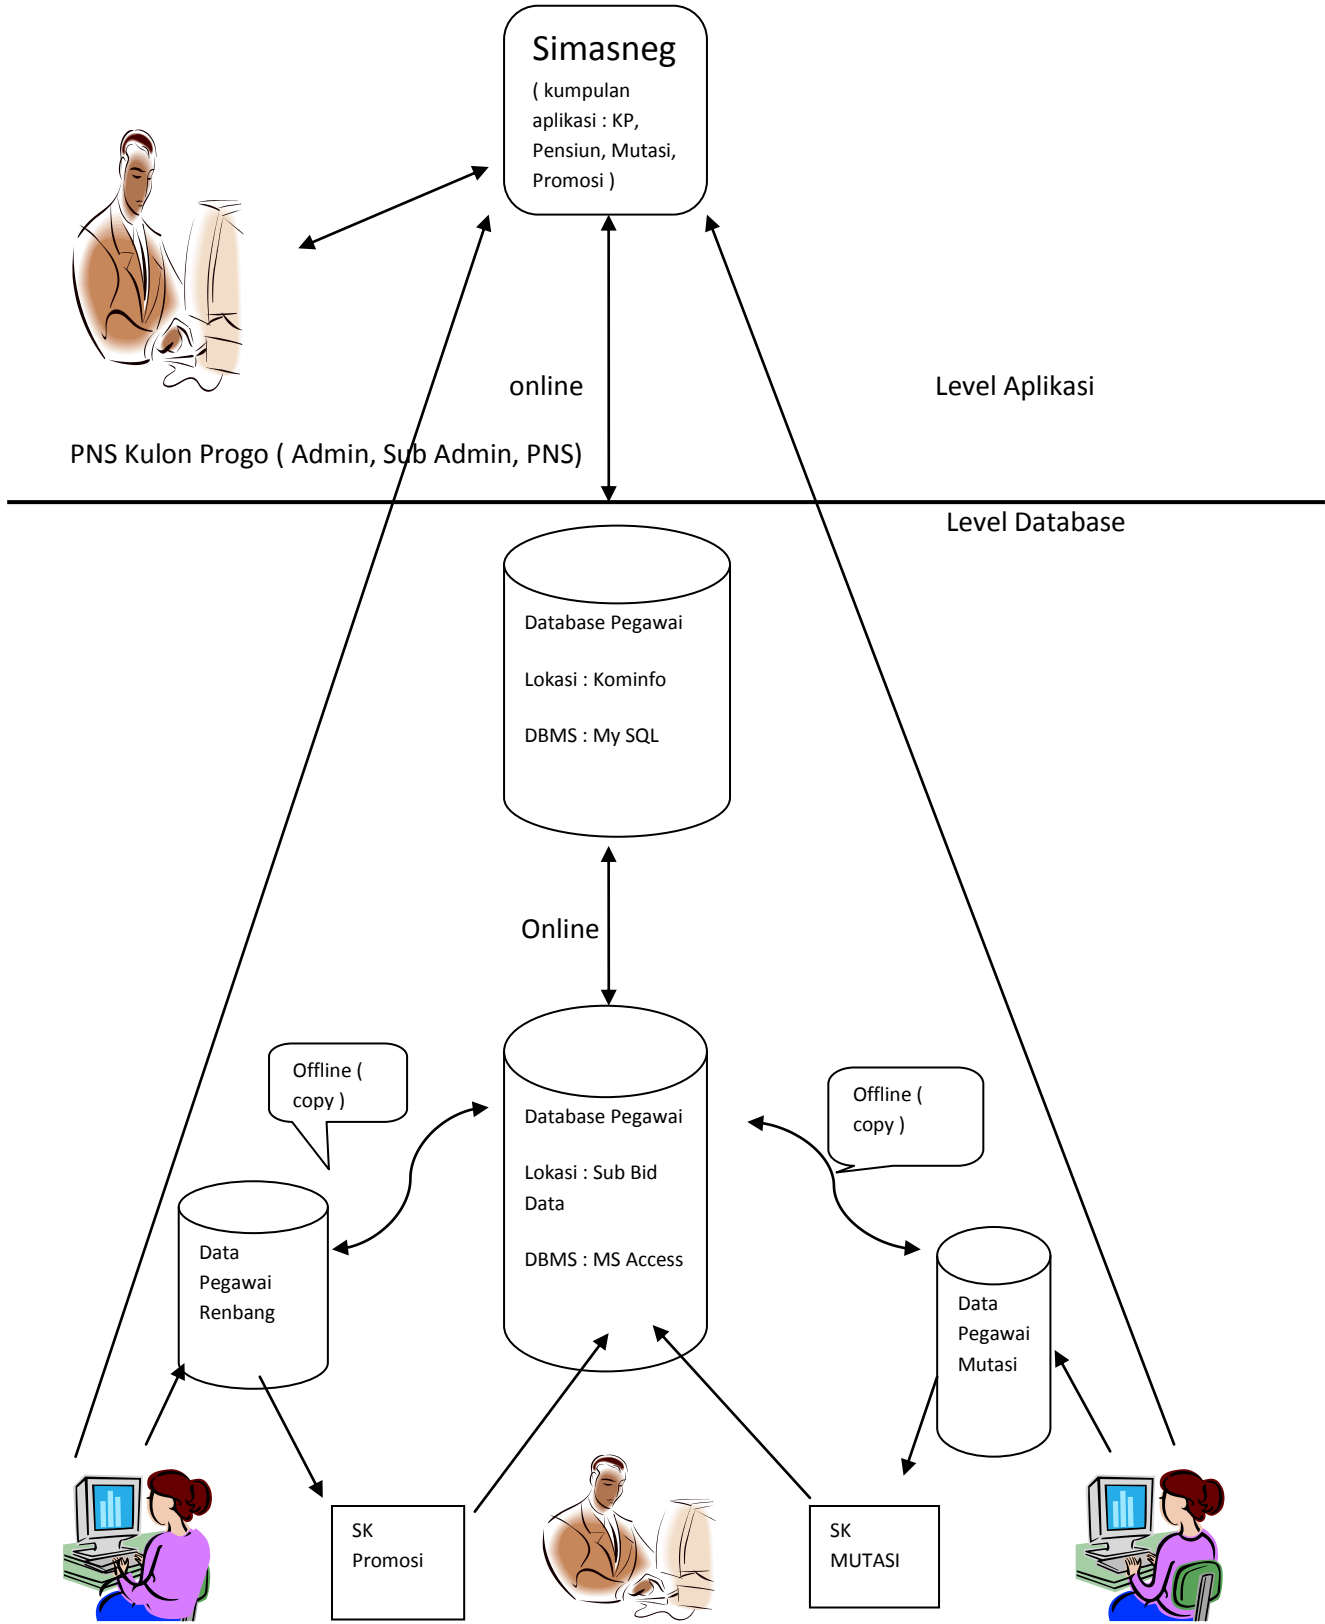 Simasneg
( kumpulan
aplikasi : KP,
Pensiun, Mutasi,
Promosi )
online
Level Aplikasi
PNS Kulon Progo ( Admin, Sub Admin, PNS)
Level Database
Database Pegawai
Lokasi : Kominfo
DBMS : My SQL
Online
Offline (
copy )
Offline (
copy )
Database Pegawai
Lokasi : Sub Bid
Data
DBMS : MS Access
Data
Pegawai
Renbang
Data
Pegawai
Mutasi
SK
Promosi
SK
MUTASI